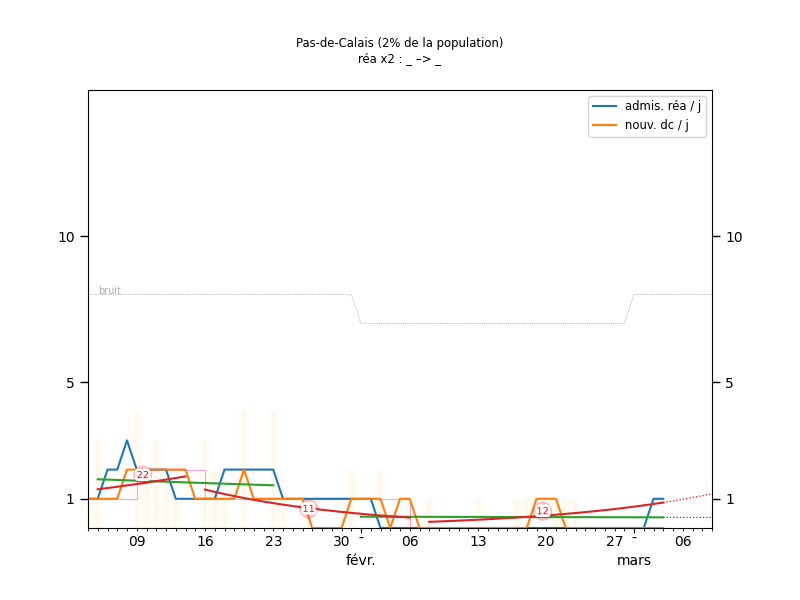 Pas-de-Calais (2% de la population)
réa x2 : _ –> _
admis. réa / j
nouv. dc / j
10 10
bruit
5 5
22
11
12
1 1
09 16 23 30 - 06 13 20 27 - 06
févr. mars